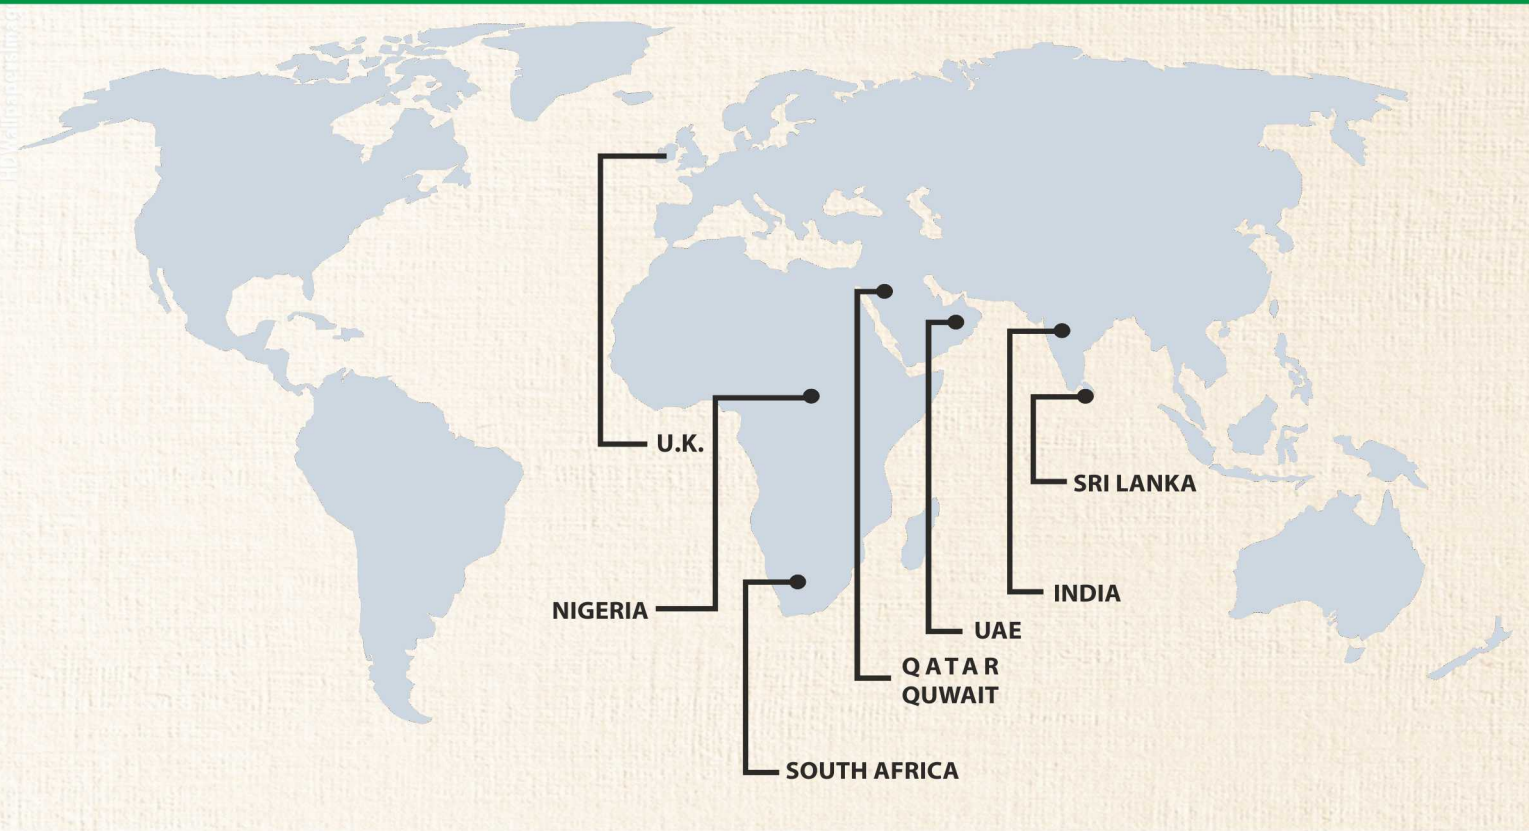 U.K.
SRI LANKA
INDIA
NIGERIA
UAE
QATAR
QUWAIT
SOUTH AFRICA